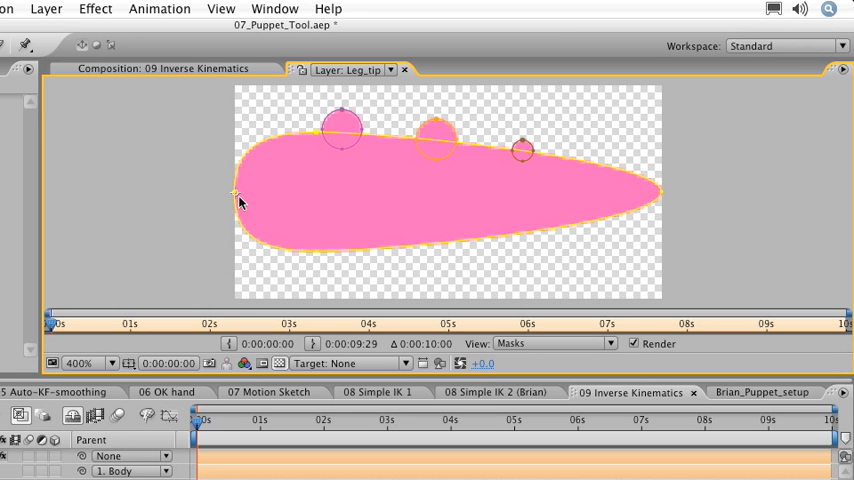 on Layer Effect Animation View Window Help
07_Puppet_Tool.aep *
Workspace: Standard
Composition: 09 Inverse Kinematics Layer: Leg_tip
00s 01s 02s 03s 04s 05s 06s 07s 08s 09s 10s
0:00:00:00 0:00:09:29 Δ 0:00:10:00 View: Masks Render
400% 0:00:00:00 Target: None +0.0
5 Auto-KF-smoothing 06 OK hand 07 Motion Sketch 08 Simple IK 1 08 Simple IK 2 (Brian) 09 Inverse Kinematics Brian_Puppet_setup
00s 01s 02s 03s 04s 05s 06s 07s 08s 09s 10s
Parent
None
1. Body